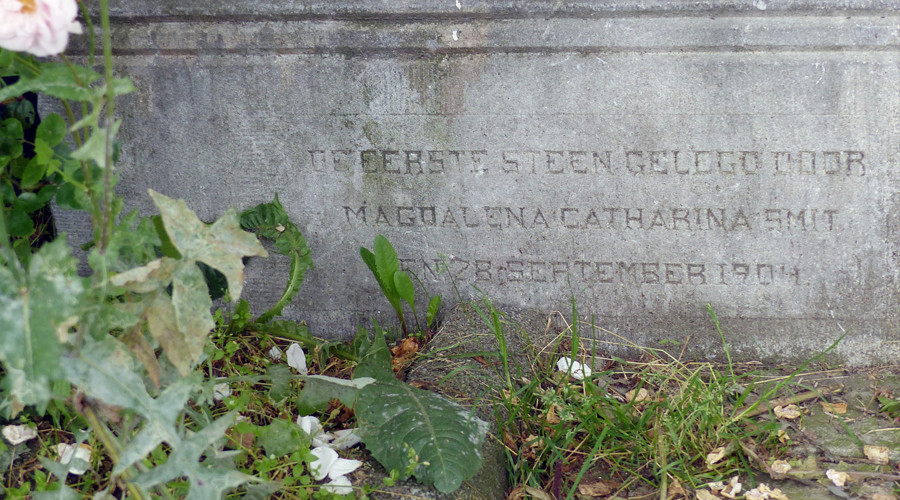 DE EERSTE STEEN GELEGD DOOR
MAGDALENA CATHARINA SMIT
DEN 28 SEPTEMBER 1904